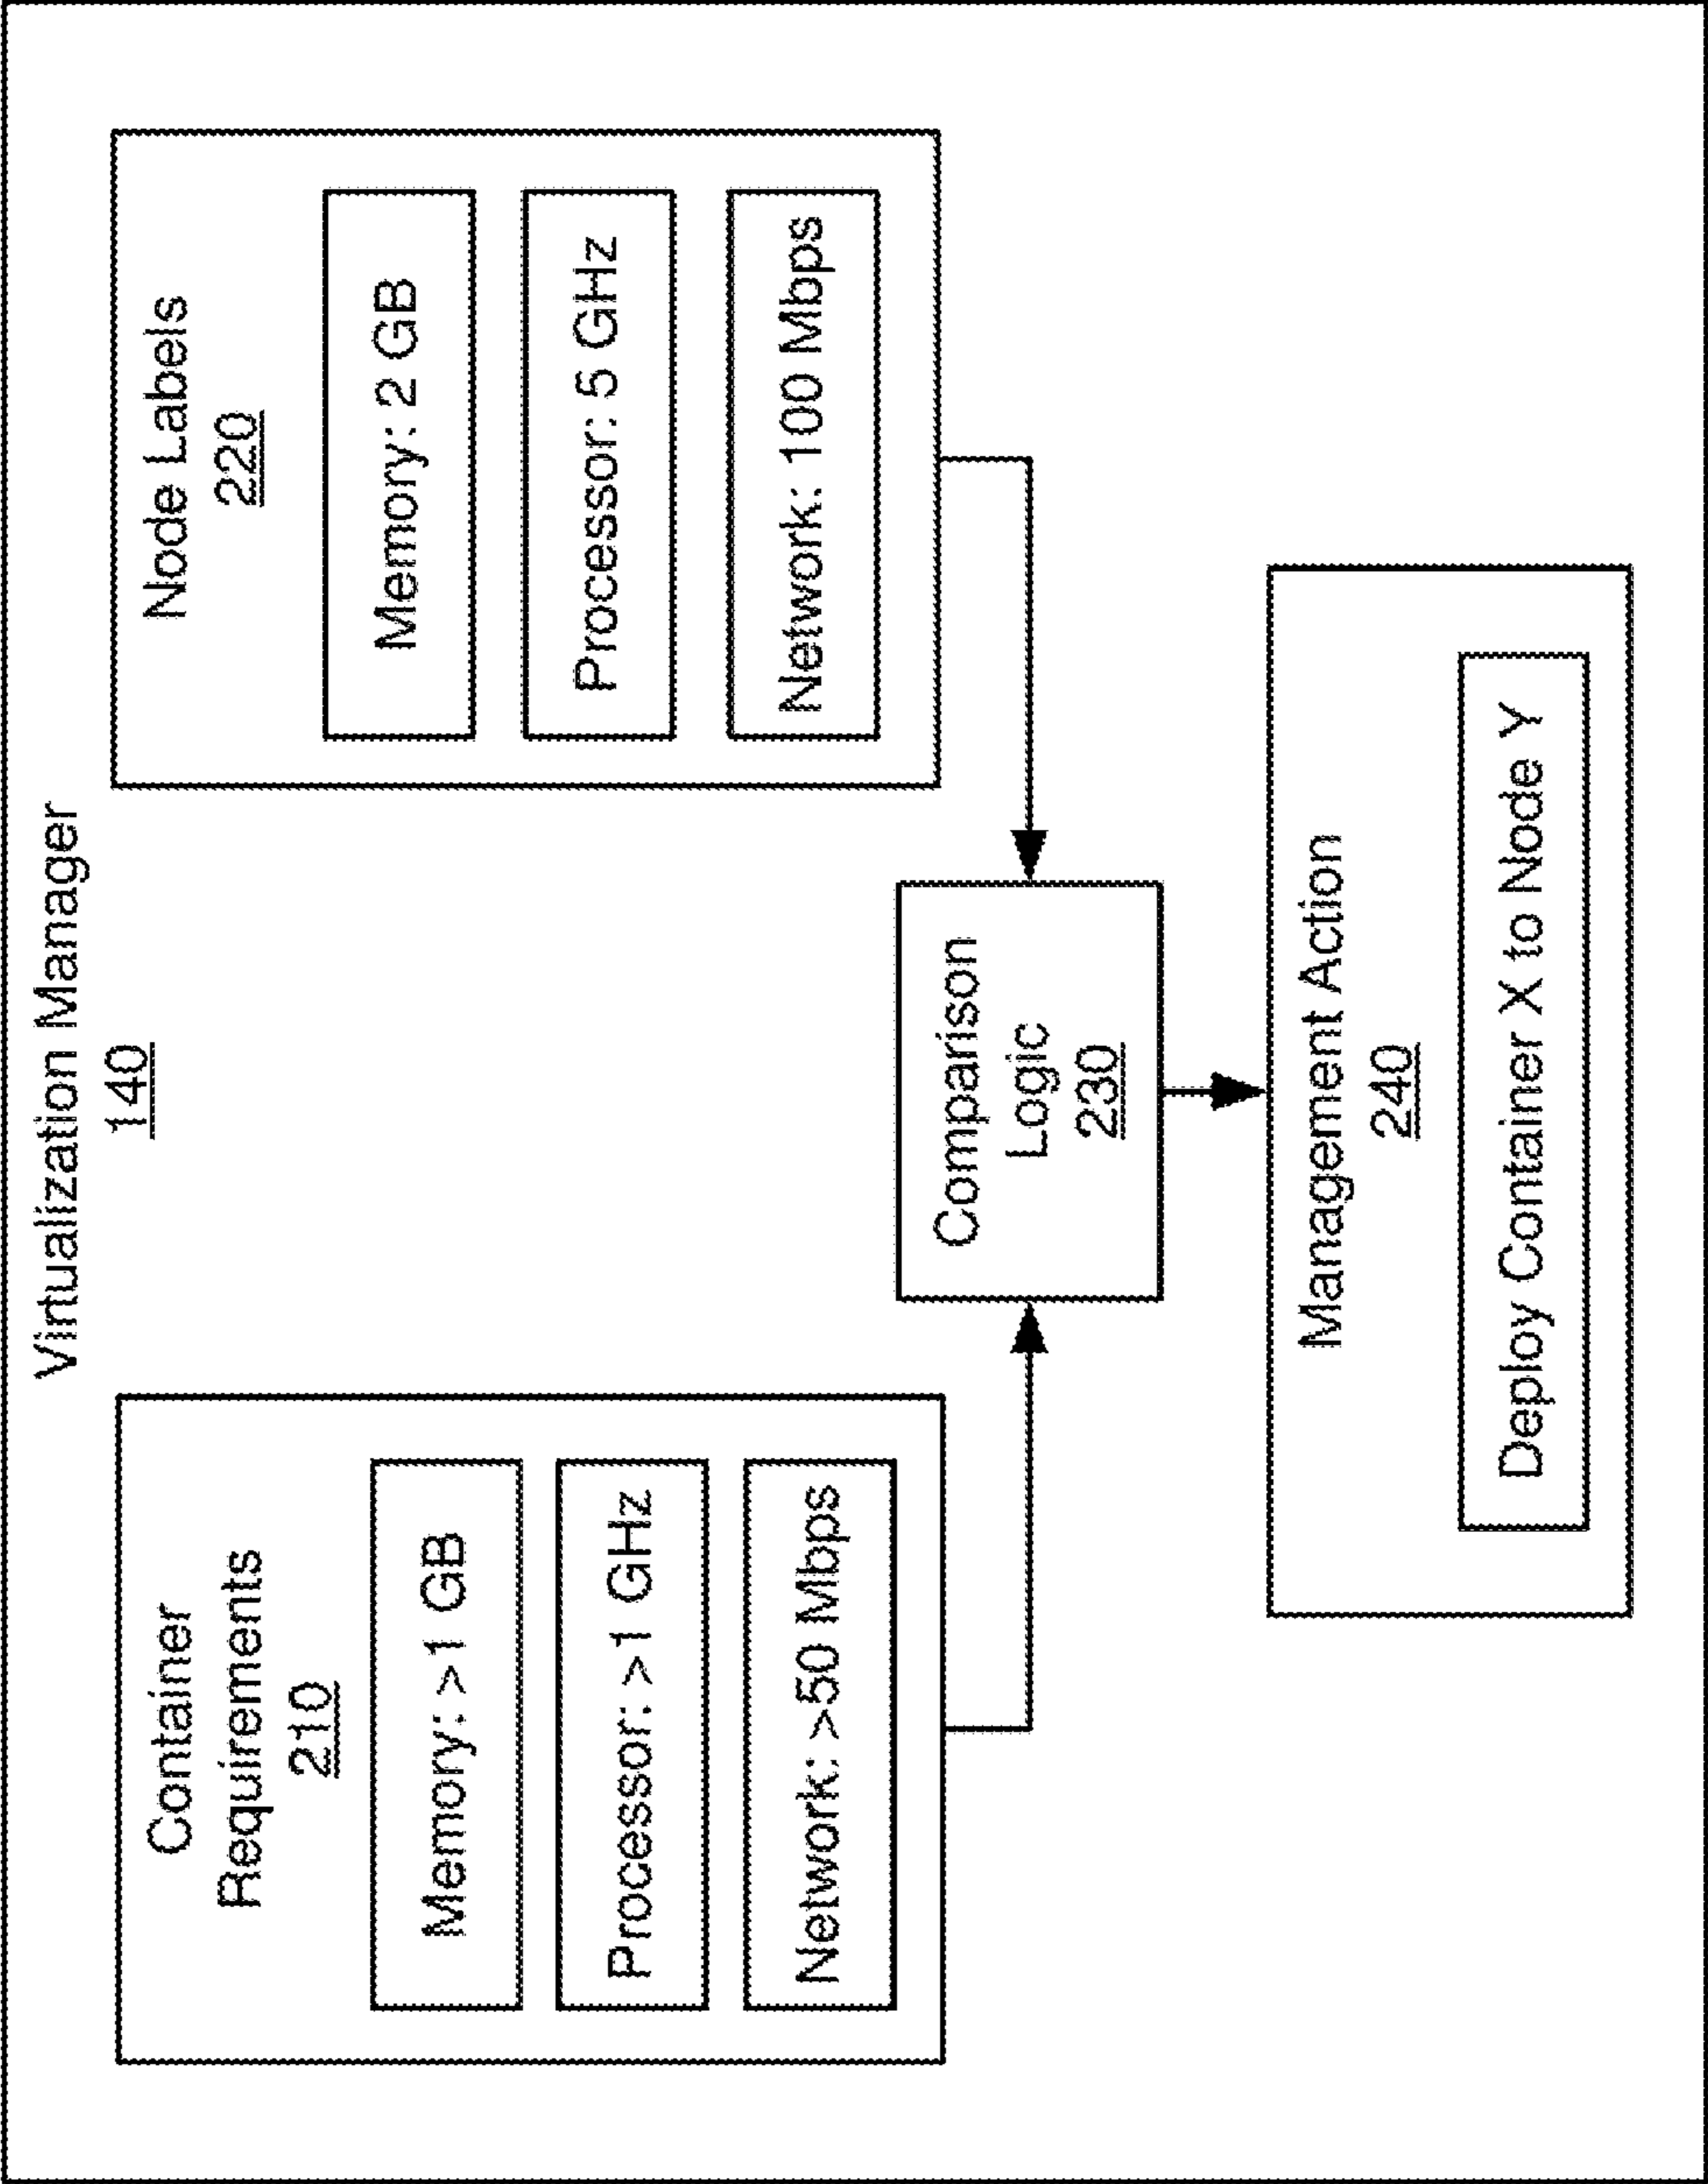 Virtualization Manager
140
Container
Requirements
210
Memory: >1 GB
Processor: >1 GHz
Network: >50 Mbps
Node Labels
220
Memory: 2 GB
Processor: 5 GHz
Network: 100 Mbps
Comparison
Logic
230
Management Action
240
Deploy Container X to Node Y